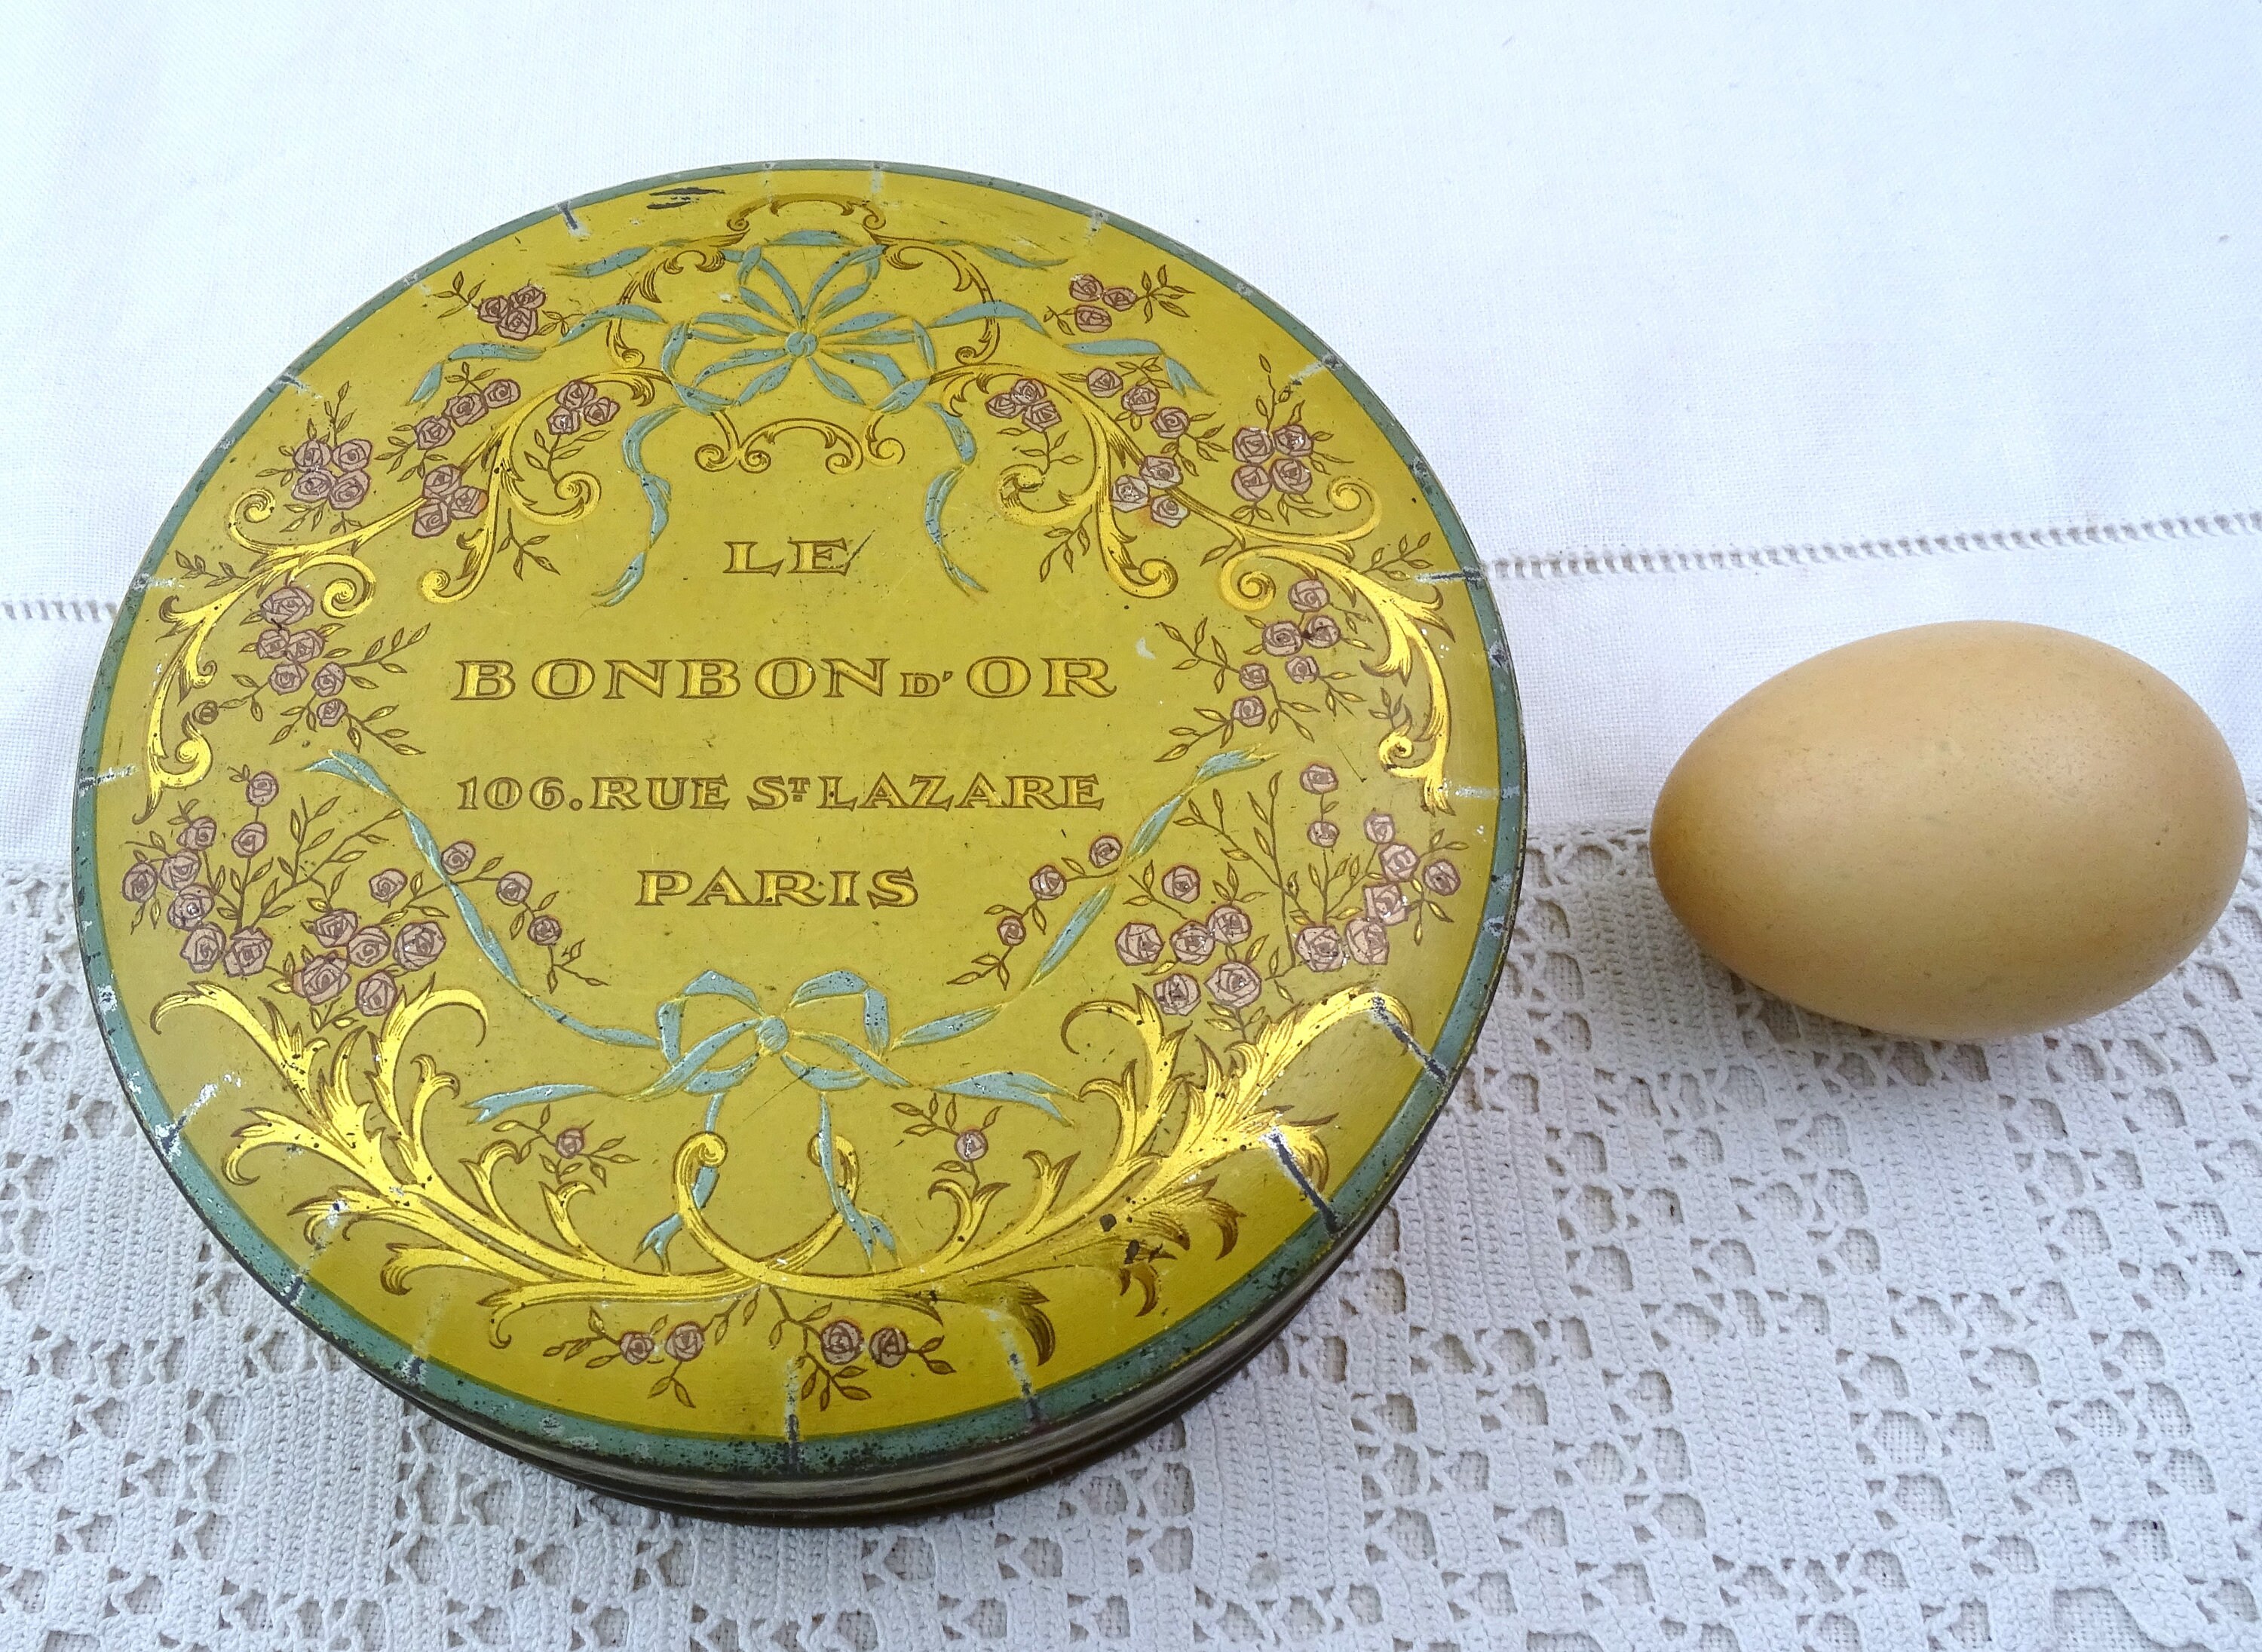 LE
BONBON D'OR
106. RUE ST LAZARE
PARIS